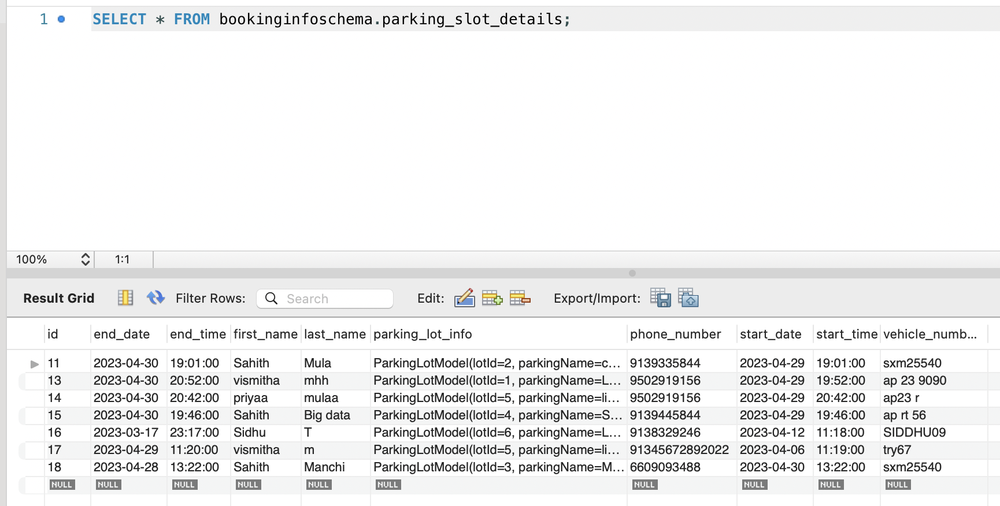 1 SELECT * FROM bookinginfoschema.parking_slot_details;
100% 1:1
Result Grid Filter Rows: Search Edit: Export/Import:
id end_date end_time first_name last_name parking_lot_info phone_number start_date start_time vehicle_numb...
11 2023-04-30 19:01:00 Sahith Mula ParkingLotModel(lotId=2, parkingName=c... 9139335844 2023-04-29 19:01:00 sxm25540
13 2023-04-30 20:52:00 vismitha mhh ParkingLotModel(lotId=1, parkingName=L... 9502919156 2023-04-29 19:52:00 ap 23 9090
14 2023-04-30 20:42:00 priyaa mulaa ParkingLotModel(lotId=5, parkingName=li... 9502919156 2023-04-29 20:42:00 ap23 r
15 2023-04-30 19:46:00 Sahith Big data ParkingLotModel(lotId=4, parkingName=S... 9139445844 2023-04-29 19:46:00 ap rt 56
16 2023-03-17 23:17:00 Sidhu T ParkingLotModel(lotId=6, parkingName=L... 9138329246 2023-04-12 11:18:00 SIDDHU09
17 2023-04-29 11:20:00 vismitha m ParkingLotModel(lotId=5, parkingName=li... 91345672892022 2023-04-06 11:19:00 try67
18 2023-04-28 13:22:00 Sahith Manchi ParkingLotModel(lotId=3, parkingName=M... 6609093488 2023-04-30 13:22:00 sxm25540
NULL NULL NULL NULL NULL NULL NULL NULL NULL NULL